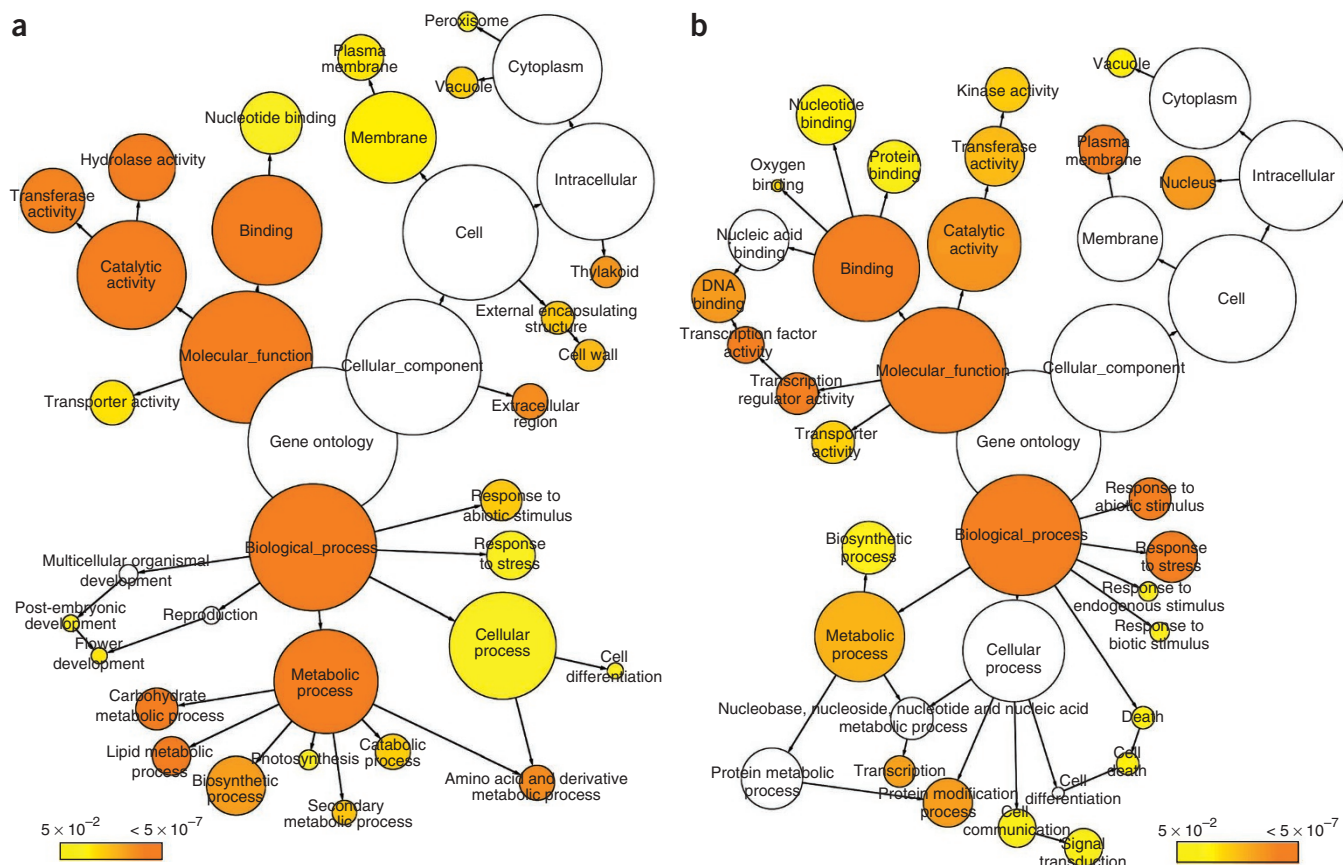 a
Peroxisome
Cytoplasm
Plasma
membrane
Vacuole
Nucleotide binding
Membrane
Hydrolase activity
Transferase
activity
Intracellular
Binding
Cell
Catalytic
activity
Thylakoid
External encapsulating
structure
Cell wall
Molecular_function
Cellular_component
Transporter activity
Extracellular
region
Gene ontology
Response to
abiotic stimulus
Biological_process
Response
to stress
Multicellular organismal
development
Post-embryonic
development
Reproduction
Flower
development
Cellular
process
Cell
differentiation
Metabolic
process
Carbohydrate
metabolic process
Lipid metabolic
process
Photosynthesis
Catabolic
process
Biosynthetic
process
Amino acid and derivative
metabolic process
Secondary
metabolic process
5 × 10⁻²
< 5 × 10⁻⁷
b
Vacuole
Cytoplasm
Kinase activity
Nucleotide
binding
Plasma
membrane
Protein
binding
Transferase
activity
Oxygen
binding
Nucleus
Intracellular
Nucleic acid
binding
Catalytic
activity
Membrane
Binding
DNA
binding
Cell
Transcription factor
activity
Molecular_function
Cellular_component
Transcription
regulator activity
Transporter
activity
Gene ontology
Response to
abiotic stimulus
Biological_process
Biosynthetic
process
Response
to stress
Response to
endogenous stimulus
Response to
biotic stimulus
Metabolic
process
Cellular
process
Nucleobase, nucleoside, nucleotide and nucleic acid
metabolic process
Death
Cell
death
Protein metabolic
process
Transcription
Cell
differentiation
Protein modification
process
Cell
communication
Signal
transduction
5 × 10⁻²
< 5 × 10⁻⁷